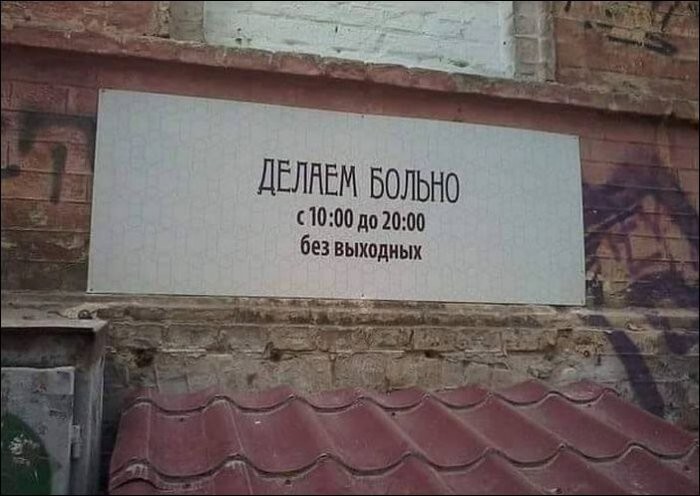 ДЕЛАЕМ БОЛЬНО
с 10:00 до 20:00
без выходных